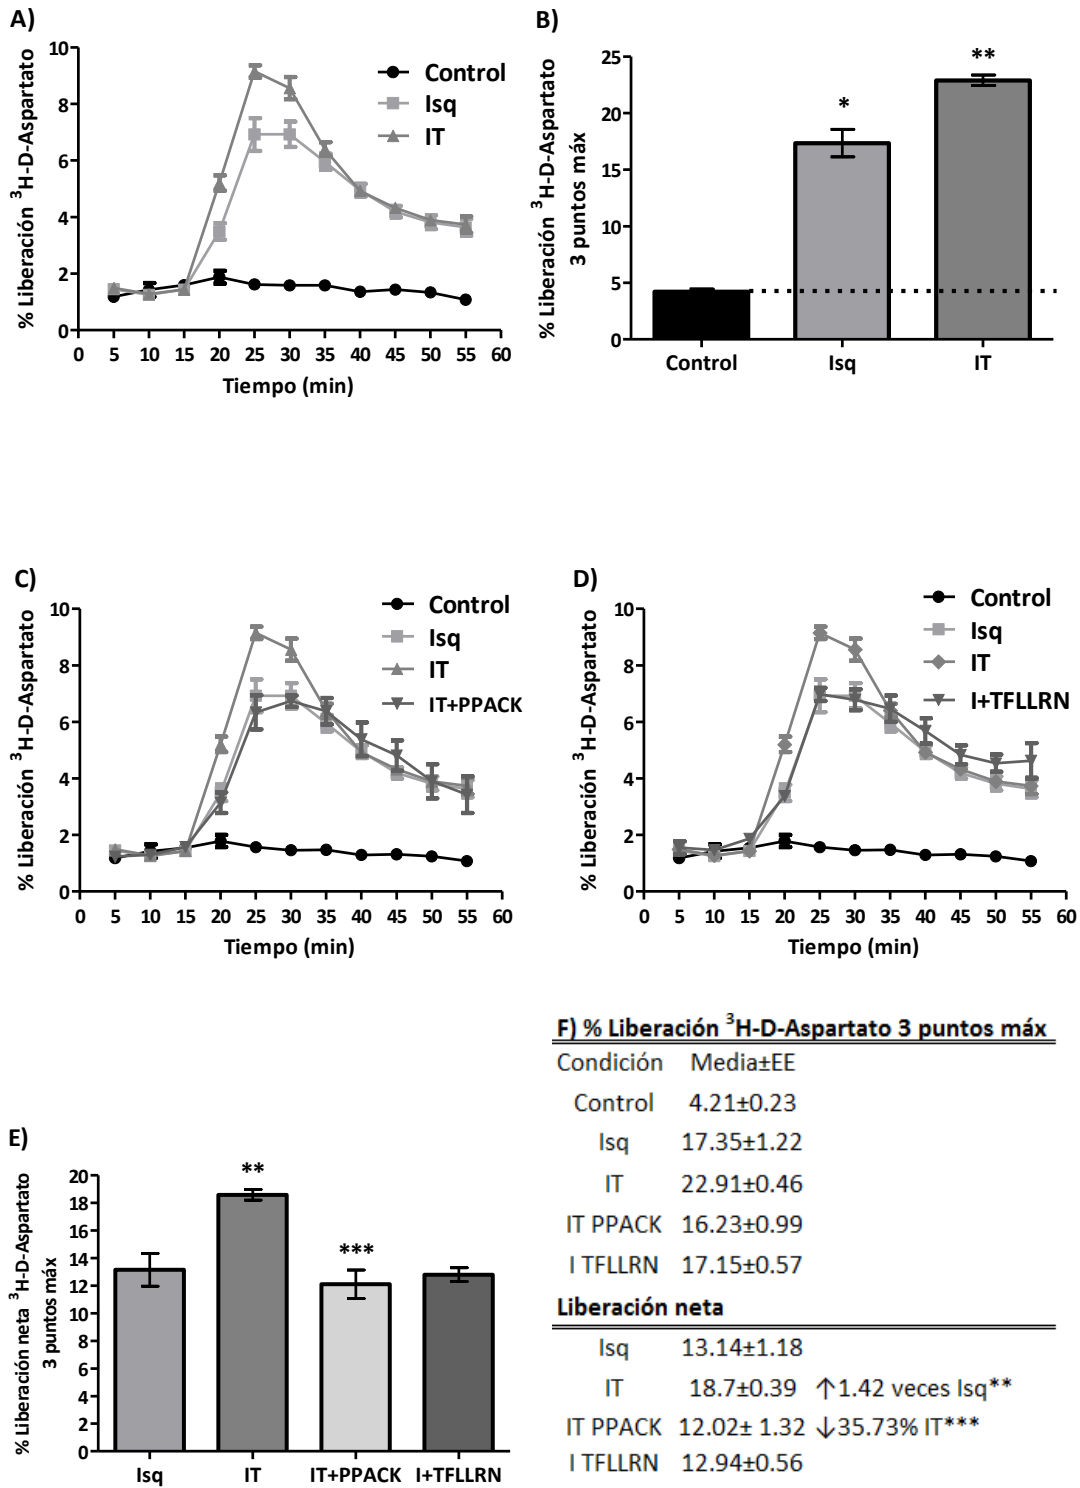 A)
% Liberación ³H-D-Aspartato
10
8
6
4
2
0
0 5 10 15 20 25 30 35 40 45 50 55 60
Tiempo (min)
Control
Isq
IT
B)
% Liberación ³H-D-Aspartato
3 puntos máx
25
20
15
10
5
0
*
**
Control Isq IT
C)
% Liberación ³H-D-Aspartato
10
8
6
4
2
0
0 5 10 15 20 25 30 35 40 45 50 55 60
Tiempo (min)
Control
Isq
IT
IT+PPACK
D)
% Liberación ³H-D-Aspartato
10
8
6
4
2
0
0 5 10 15 20 25 30 35 40 45 50 55 60
Tiempo (min)
Control
Isq
IT
I+TFLLRN
E)
% Liberación neta ³H-D-Aspartato
3 puntos máx
20
18
16
14
12
10
8
6
4
2
0
**
***
Isq IT IT+PPACK I+TFLLRN
F) % Liberación ³H-D-Aspartato 3 puntos máx
Condición Media±EE
Control 4.21±0.23
Isq 17.35±1.22
IT 22.91±0.46
IT PPACK 16.23±0.99
I TFLLRN 17.15±0.57
Liberación neta
Isq 13.14±1.18
IT 18.7±0.39 ↑1.42 veces Isq**
IT PPACK 12.02± 1.32 ↓35.73% IT***
I TFLLRN 12.94±0.56